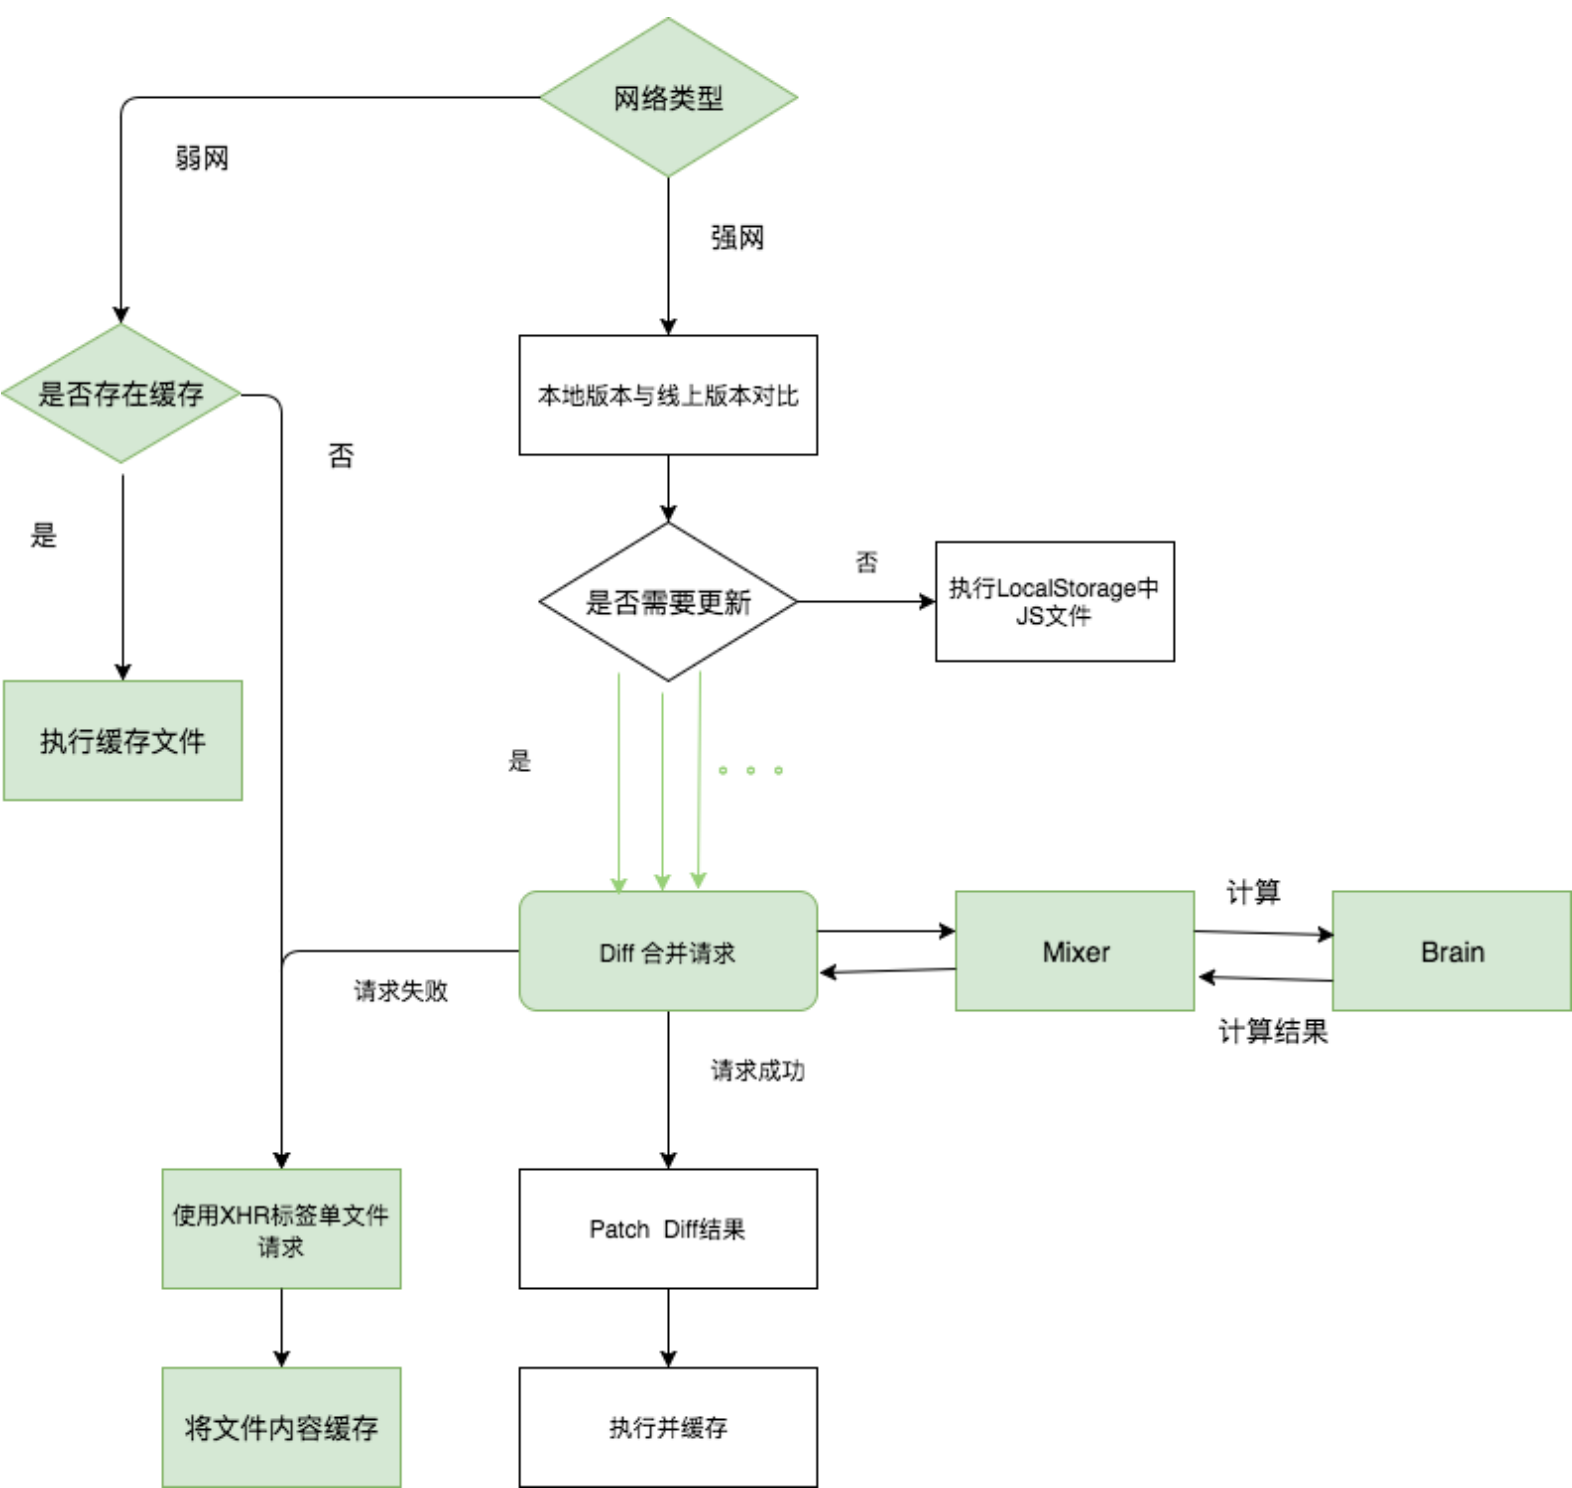 网络类型
弱网
强网
是否存在缓存
本地版本与线上版本对比
否
是
否
是否需要更新
执行LocalStorage中
JS文件
执行缓存文件
是
计算
Diff 合并请求
Mixer
Brain
请求失败
计算结果
请求成功
使用XHR标签单文件
请求
Patch Diff结果
将文件内容缓存
执行并缓存